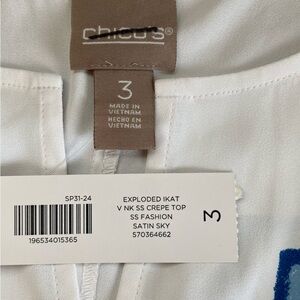 chico's®
3
MADE IN
VIETNAM
HECHO EN
VIETNAM
SP31-24
196534015365
EXPLODED IKAT
V NK SS CREPE TOP
SS FASHION
SATIN SKY
570364662
3